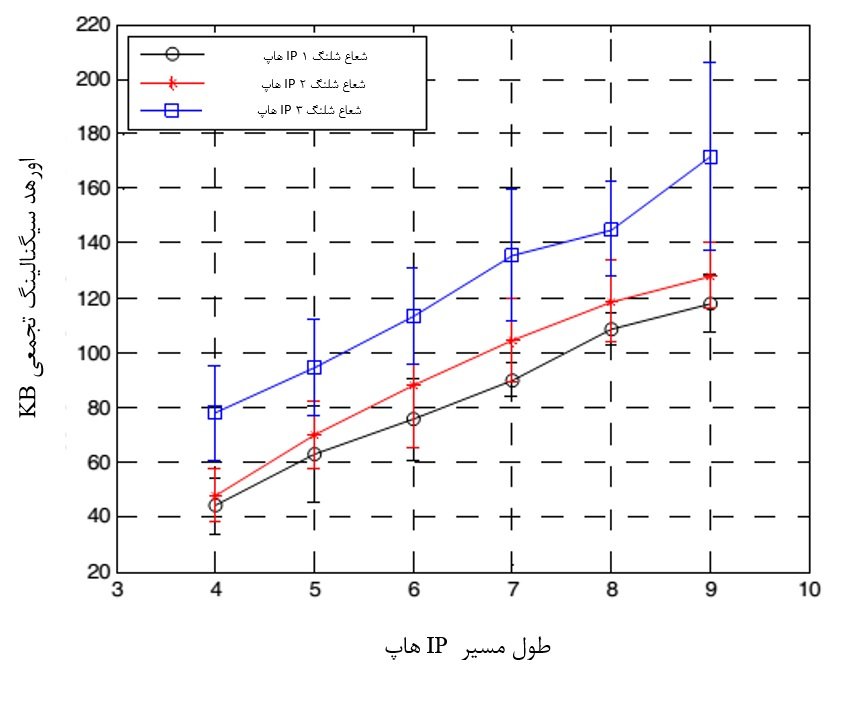 220
200
180
160
140
120
100
80
60
40
20
شعاع شلنگ ۱ IP هاپ
شعاع شلنگ ۲ IP هاپ
شعاع شلنگ ۳ IP هاپ
اورهد سیگنالینگ تجمعی KB
3 4 5 6 7 8 9 10
طول مسیر IP هاپ